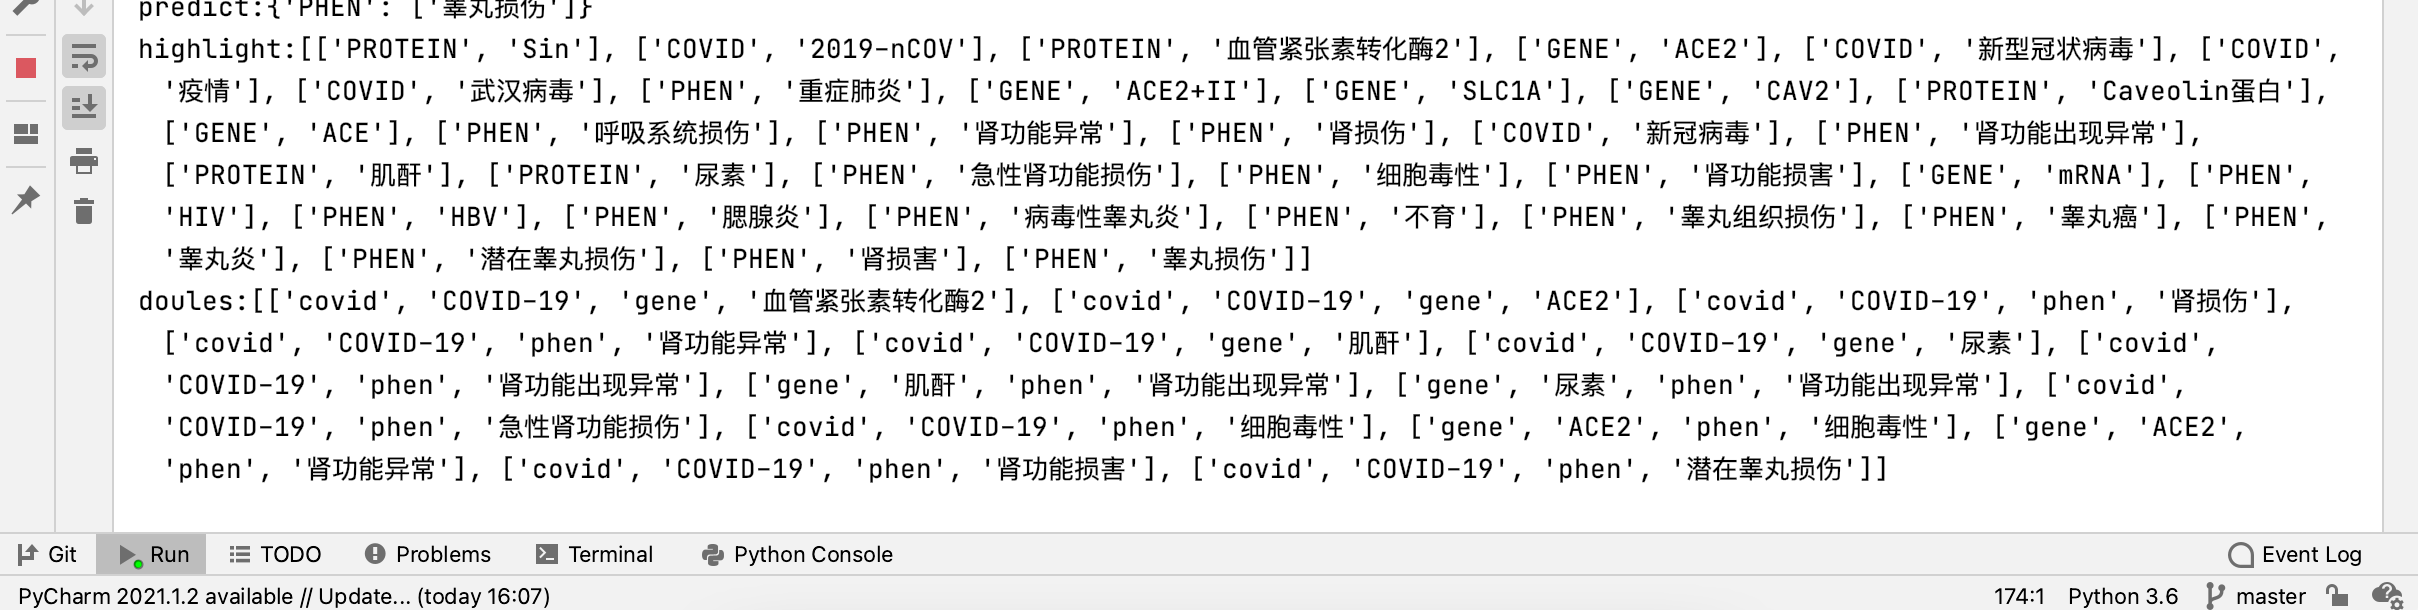 predict:{'PHEN': ['睾丸损伤']}
highlight:[['PROTEIN', 'Sin'], ['COVID', '2019-nCOV'], ['PROTEIN', '血管紧张素转化酶2'], ['GENE', 'ACE2'], ['COVID', '新型冠状病毒'], ['COVID',
'疫情'], ['COVID', '武汉病毒'], ['PHEN', '重症肺炎'], ['GENE', 'ACE2+II'], ['GENE', 'SLC1A'], ['GENE', 'CAV2'], ['PROTEIN', 'Caveolin蛋白'],
['GENE', 'ACE'], ['PHEN', '呼吸系统损伤'], ['PHEN', '肾功能异常'], ['PHEN', '肾损伤'], ['COVID', '新冠病毒'], ['PHEN', '肾功能出现异常'],
['PROTEIN', '肌酐'], ['PROTEIN', '尿素'], ['PHEN', '急性肾功能损伤'], ['PHEN', '细胞毒性'], ['PHEN', '肾功能损害'], ['GENE', 'mRNA'], ['PHEN',
'HIV'], ['PHEN', 'HBV'], ['PHEN', '腮腺炎'], ['PHEN', '病毒性睾丸炎'], ['PHEN', '不育'], ['PHEN', '睾丸组织损伤'], ['PHEN', '睾丸癌'], ['PHEN',
'睾丸炎'], ['PHEN', '潜在睾丸损伤'], ['PHEN', '肾损害'], ['PHEN', '睾丸损伤']]
doules:[['covid', 'COVID-19', 'gene', '血管紧张素转化酶2'], ['covid', 'COVID-19', 'gene', 'ACE2'], ['covid', 'COVID-19', 'phen', '肾损伤'],
['covid', 'COVID-19', 'phen', '肾功能异常'], ['covid', 'COVID-19', 'gene', '肌酐'], ['covid', 'COVID-19', 'gene', '尿素'], ['covid',
'COVID-19', 'phen', '肾功能出现异常'], ['gene', '肌酐', 'phen', '肾功能出现异常'], ['gene', '尿素', 'phen', '肾功能出现异常'], ['covid',
'COVID-19', 'phen', '急性肾功能损伤'], ['covid', 'COVID-19', 'phen', '细胞毒性'], ['gene', 'ACE2', 'phen', '细胞毒性'], ['gene', 'ACE2',
'phen', '肾功能异常'], ['covid', 'COVID-19', 'phen', '肾功能损害'], ['covid', 'COVID-19', 'phen', '潜在睾丸损伤']]
Git Run TODO Problems Terminal Python Console Event Log
PyCharm 2021.1.2 available // Update... (today 16:07) 174:1 Python 3.6 master